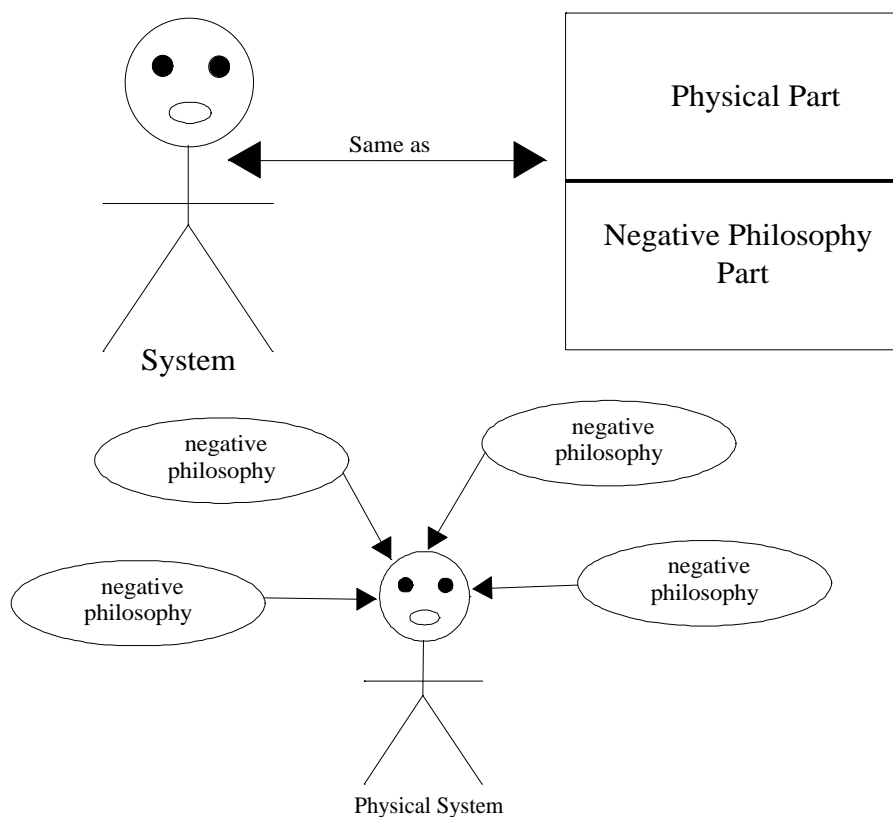 Physical Part
Same as
Negative Philosophy
Part
System
negative
philosophy
negative
philosophy
negative
philosophy
negative
philosophy
Physical System